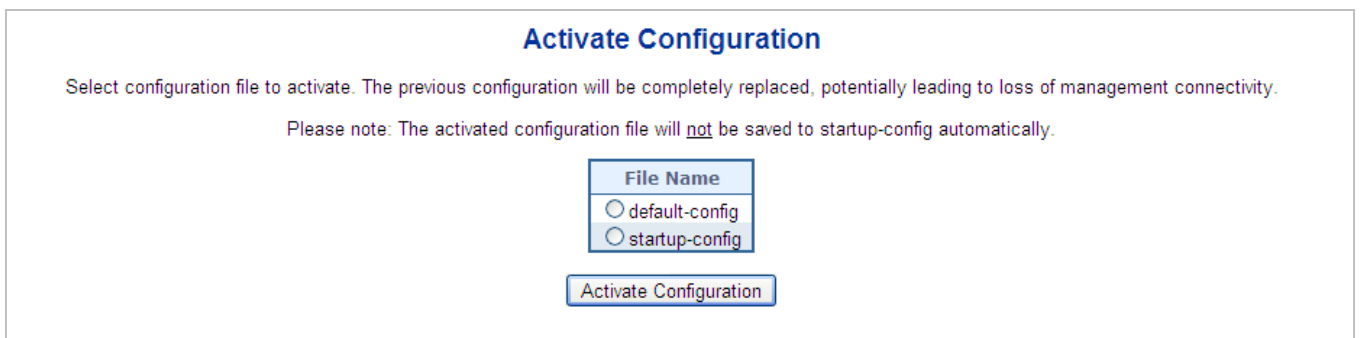 Activate Configuration
Select configuration file to activate. The previous configuration will be completely replaced, potentially leading to loss of management connectivity.
Please note: The activated configuration file will not be saved to startup-config automatically.
File Name
default-config
startup-config
Activate Configuration